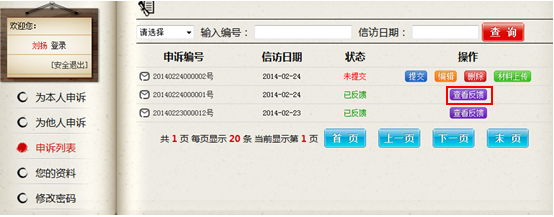 欢迎您:
刘扬 登录
[安全退出]
为本人申诉
为他人申诉
申诉列表
您的资料
修改密码
请选择 输入编号: 信访日期: 查 询
申诉编号 信访日期 状态 操作
20140224000002号 2014-02-24 未提交 提交 编辑 删除 材料上传
20140224000001号 2014-02-24 已反馈 查看反馈
20140223000012号 2014-02-23 已反馈 查看反馈
共 1 页 每页显示 20 条 当前显示第 1 页 首 页 上一页 下一页 末 页